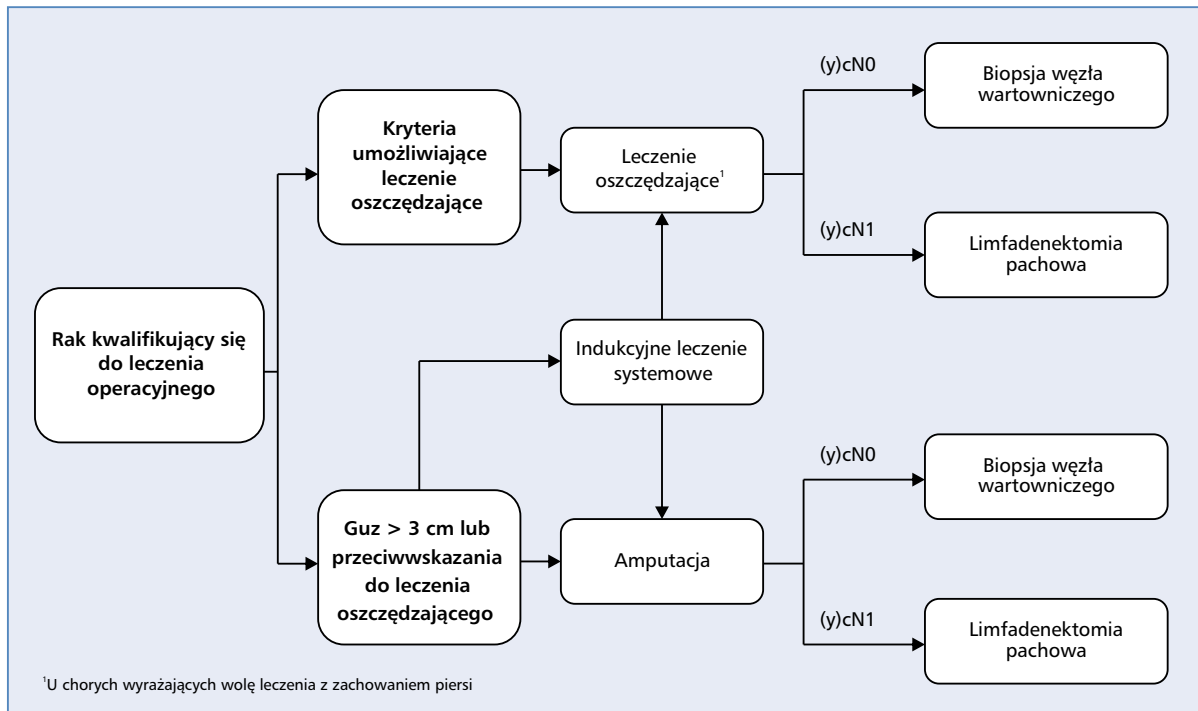 Rak kwalifikujący się
do leczenia
operacyjnego
Kryteria
umożliwiające
leczenie
oszczędzające
Guz > 3 cm lub
przeciwwskazania
do leczenia
oszczędzającego
Leczenie
oszczędzające¹
Indukcyjne leczenie
systemowe
Amputacja
(y)cN0
Biopsja węzła
wartowniczego
(y)cN1
Limfadenektomia
pachowa
(y)cN0
Biopsja węzła
wartowniczego
(y)cN1
Limfadenektomia
pachowa
¹U chorych wyrażających wolę leczenia z zachowaniem piersi